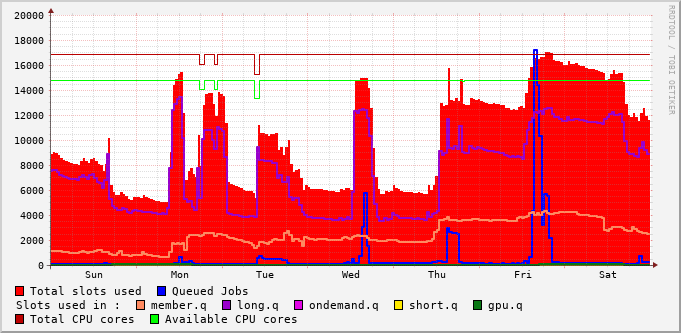 20000
18000
16000
14000
12000
10000
8000
6000
4000
2000
0
Sun Mon Tue Wed Thu Fri Sat
RRDTOOL / TOBI OETIKER
Total slots used Queued Jobs
Slots used in : member.q long.q ondemand.q short.q gpu.q
Total CPU cores Available CPU cores